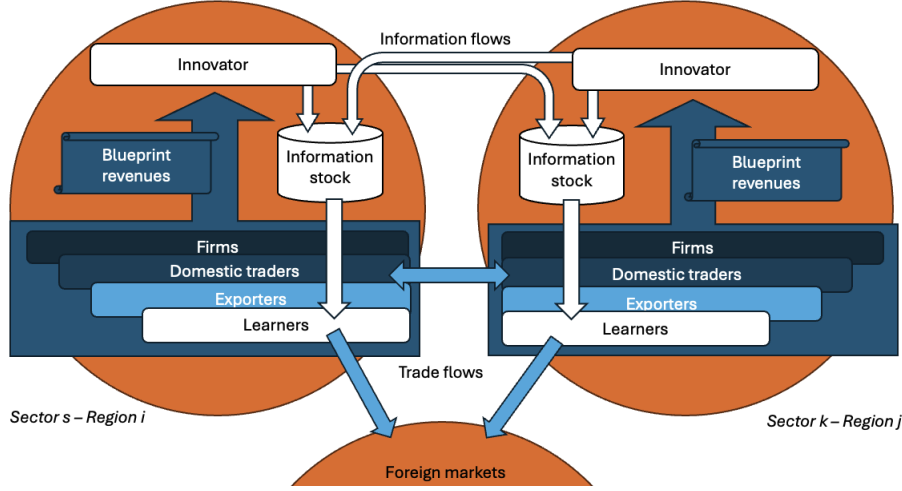 Information flows
Innovator
Innovator
Blueprint
revenues
Information
stock
Information
stock
Blueprint
revenues
Firms
Firms
Domestic traders
Domestic traders
Exporters
Exporters
Learners
Learners
Trade flows
Sector s – Region i
Sector k – Region j
Foreign markets